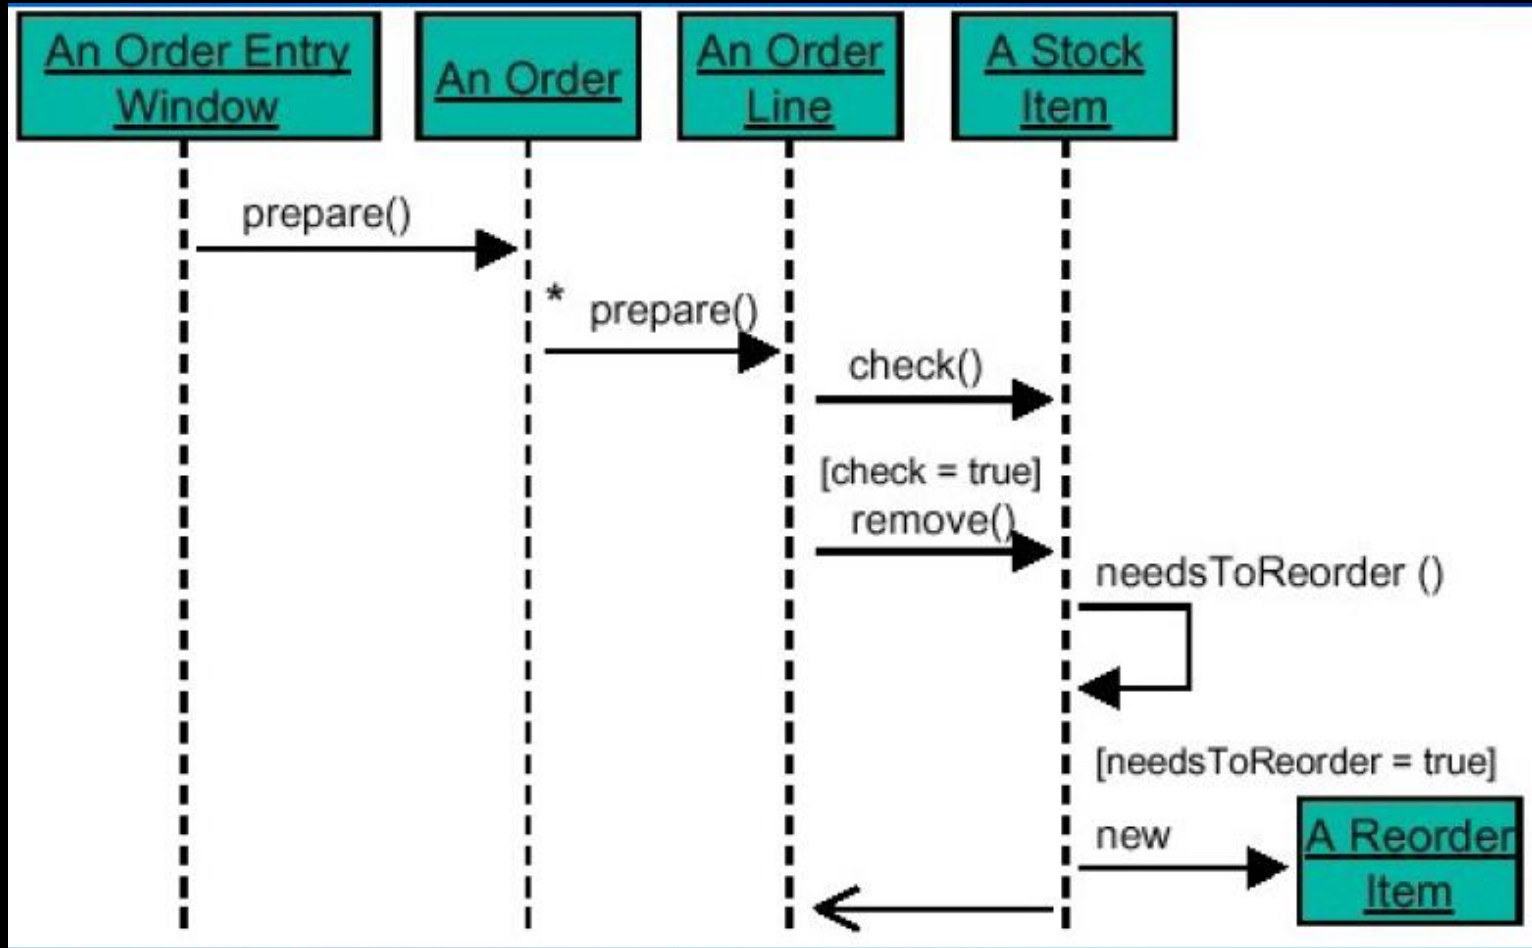 An Order Entry
Window
An Order
An Order
Line
A Stock
Item
prepare()
* prepare()
check()
[check = true]
remove()
needsToReorder ()
[needsToReorder = true]
new
A Reorder
Item